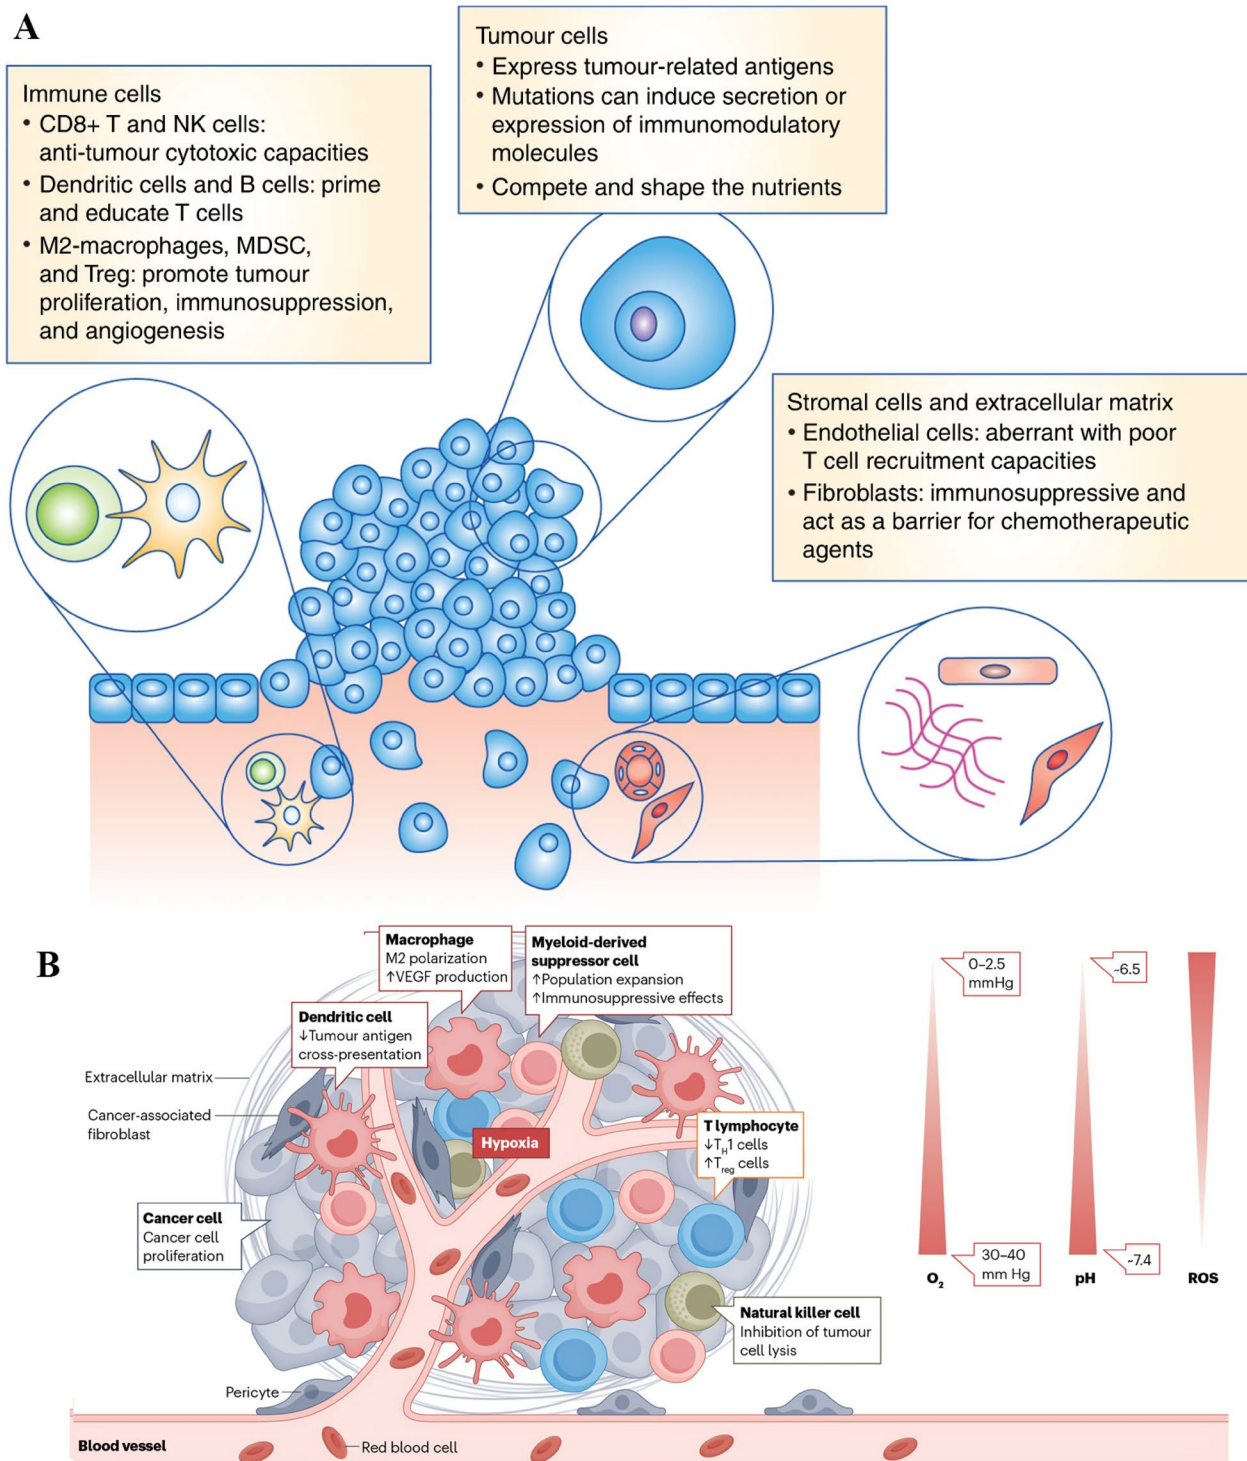 A
Immune cells
• CD8+ T and NK cells:
anti-tumour cytotoxic capacities
• Dendritic cells and B cells: prime
and educate T cells
• M2-macrophages, MDSC,
and Treg: promote tumour
proliferation, immunosuppression,
and angiogenesis
Tumour cells
• Express tumour-related antigens
• Mutations can induce secretion or
expression of immunomodulatory
molecules
• Compete and shape the nutrients
Stromal cells and extracellular matrix
• Endothelial cells: aberrant with poor
T cell recruitment capacities
• Fibroblasts: immunosuppressive and
act as a barrier for chemotherapeutic
agents
B
Macrophage
M2 polarization
↑VEGF production
Myeloid-derived
suppressor cell
↑Population expansion
↑Immunosuppressive effects
Dendritic cell
↓Tumour antigen
cross-presentation
Extracellular matrix
Cancer-associated
fibroblast
Hypoxia
T lymphocyte
↓TH1 cells
↑Treg cells
Cancer cell
Cancer cell
proliferation
Natural killer cell
Inhibition of tumour
cell lysis
Pericyte
Blood vessel
Red blood cell
0–2.5
mmHg
30–40
mm Hg
O2
~6.5
~7.4
pH
ROS